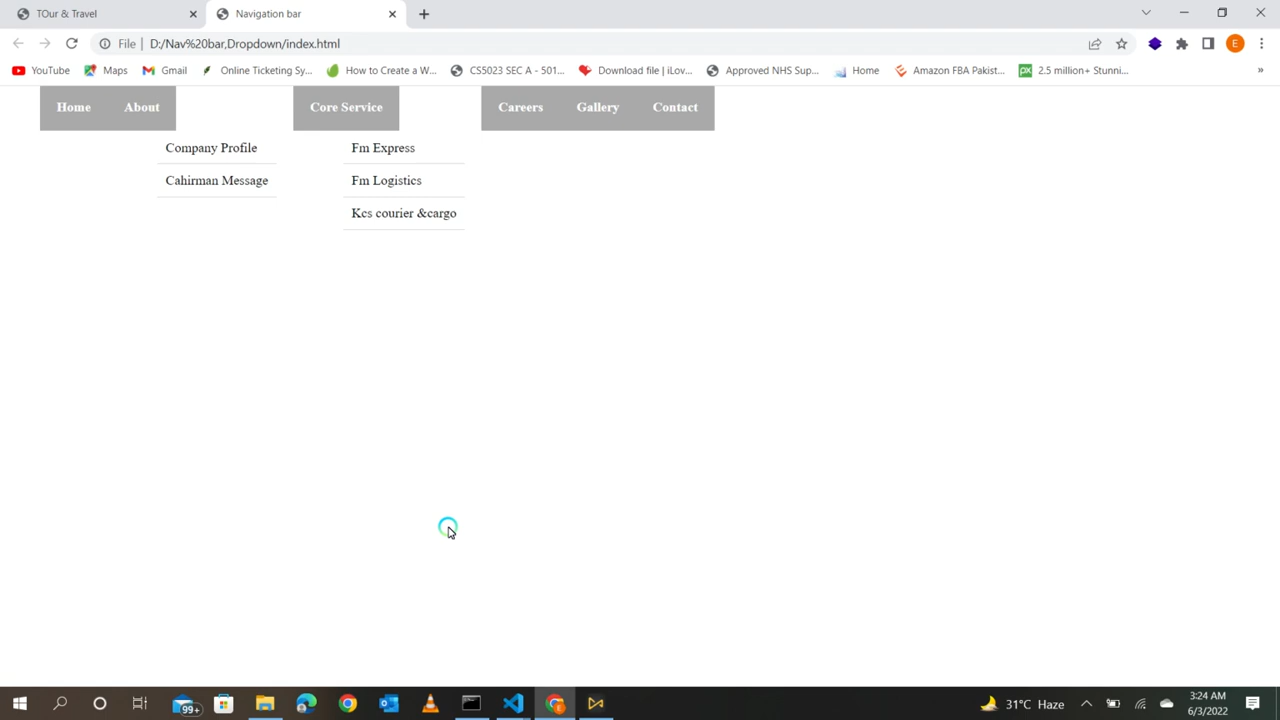 TOur & Travel
Navigation bar
File
D:/Nav%20bar,Dropdown/index.html
E
YouTube
Maps
Gmail
Online Ticketing Sy...
How to Create a W...
CS5023 SEC A - 501...
Download file | iLov...
Approved NHS Sup...
Home
Amazon FBA Pakist...
px
2.5 million+ Stunni...
»
Home
About
Core Service
Careers
Gallery
Contact
Company Profile
Cahirman Message
Fm Express
Fm Logistics
Kcs courier &cargo
99+
31°C Haze
3:24 AM
6/3/2022